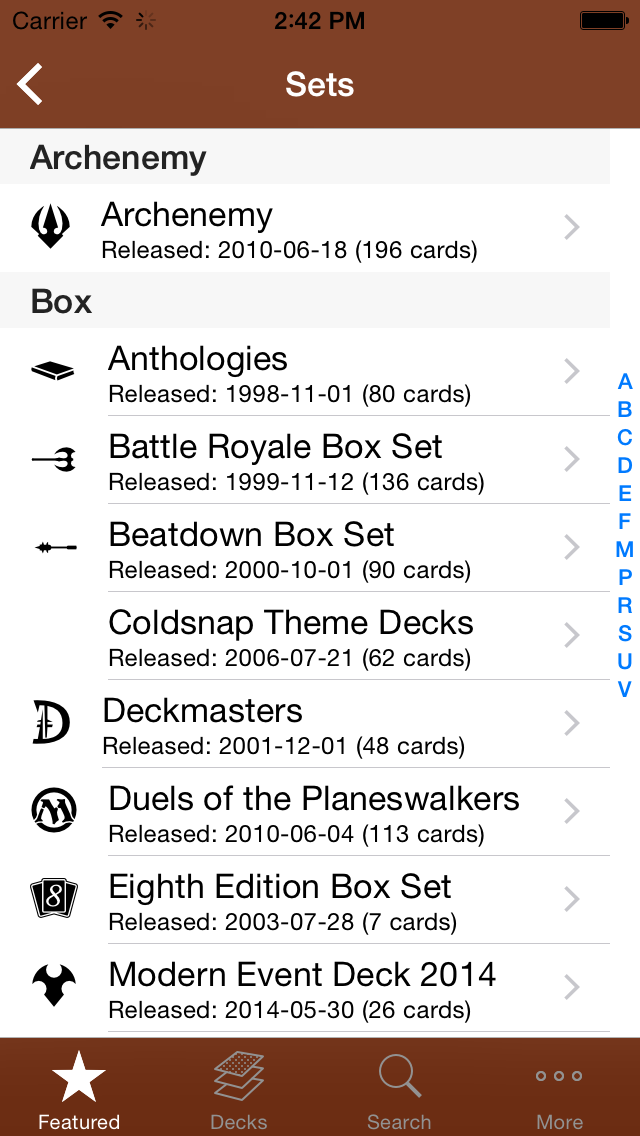 Carrier 2:42 PM
Sets
Archenemy
Archenemy
Released: 2010-06-18 (196 cards)
Box
Anthologies
Released: 1998-11-01 (80 cards)
Battle Royale Box Set
Released: 1999-11-12 (136 cards)
Beatdown Box Set
Released: 2000-10-01 (90 cards)
Coldsnap Theme Decks
Released: 2006-07-21 (62 cards)
D
Deckmasters
Released: 2001-12-01 (48 cards)
M
Duels of the Planeswalkers
Released: 2010-06-04 (113 cards)
8
Eighth Edition Box Set
Released: 2003-07-28 (7 cards)
Modern Event Deck 2014
Released: 2014-05-30 (26 cards)
A
B
C
D
E
F
M
P
R
S
U
V
Featured Decks Search More